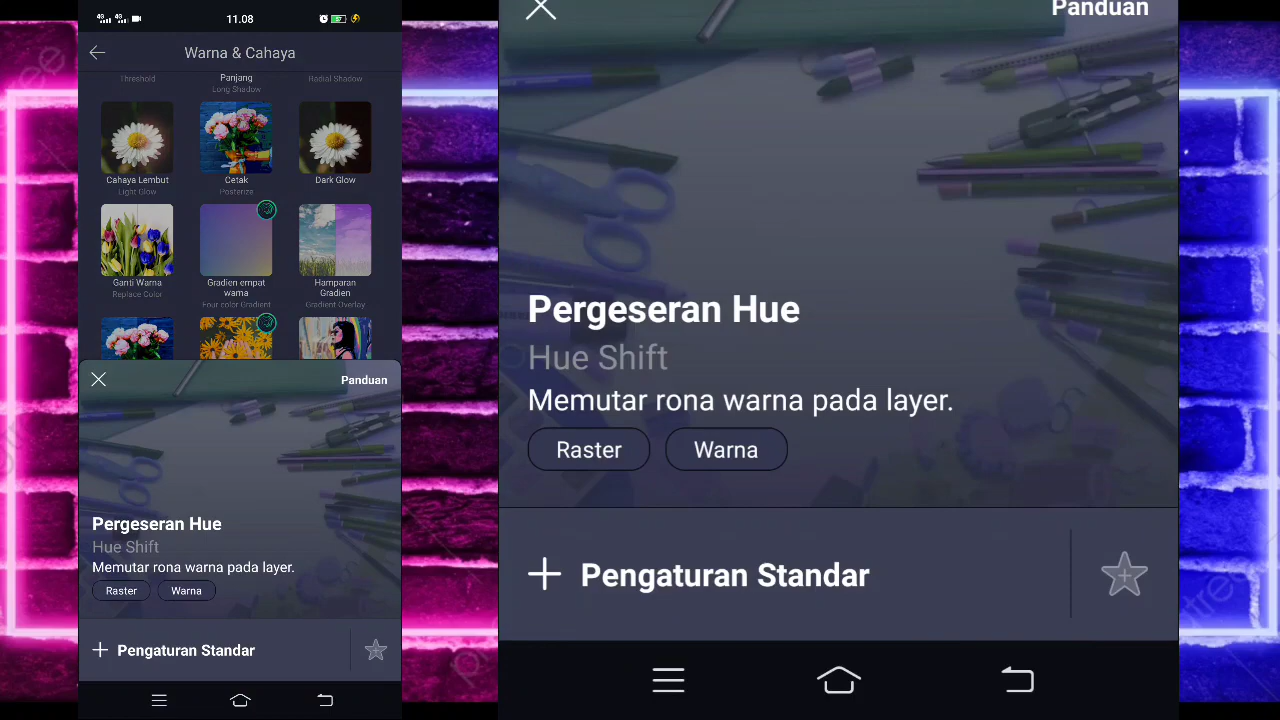 4G 4G 11.08
Warna & Cahaya
Threshold
Panjang
Long Shadow
Radial Shadow
Cahaya Lembut
Light Glow
Cetak
Posterize
Dark Glow
Ganti Warna
Replace Color
Gradien empat
warna
Four color Gradient
Hamparan
Gradien
Gradient Overlay
Panduan
Pergeseran Hue
Hue Shift
Memutar rona warna pada layer.
Raster
Warna
Pengaturan Standar
Panduan
Pergeseran Hue
Hue Shift
Memutar rona warna pada layer.
Raster
Warna
Pengaturan Standar